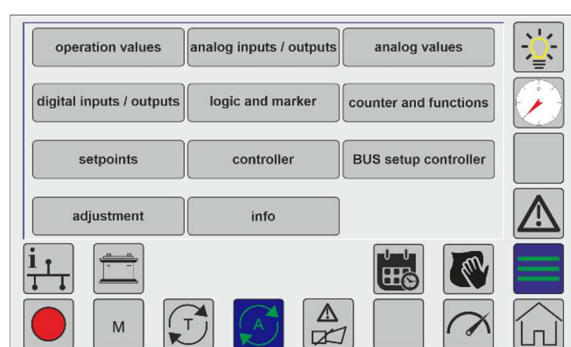 operation values
analog inputs / outputs
analog values
digital inputs / outputs
logic and marker
counter and functions
setpoints
controller
BUS setup controller
adjustment
info
i
M
T
A